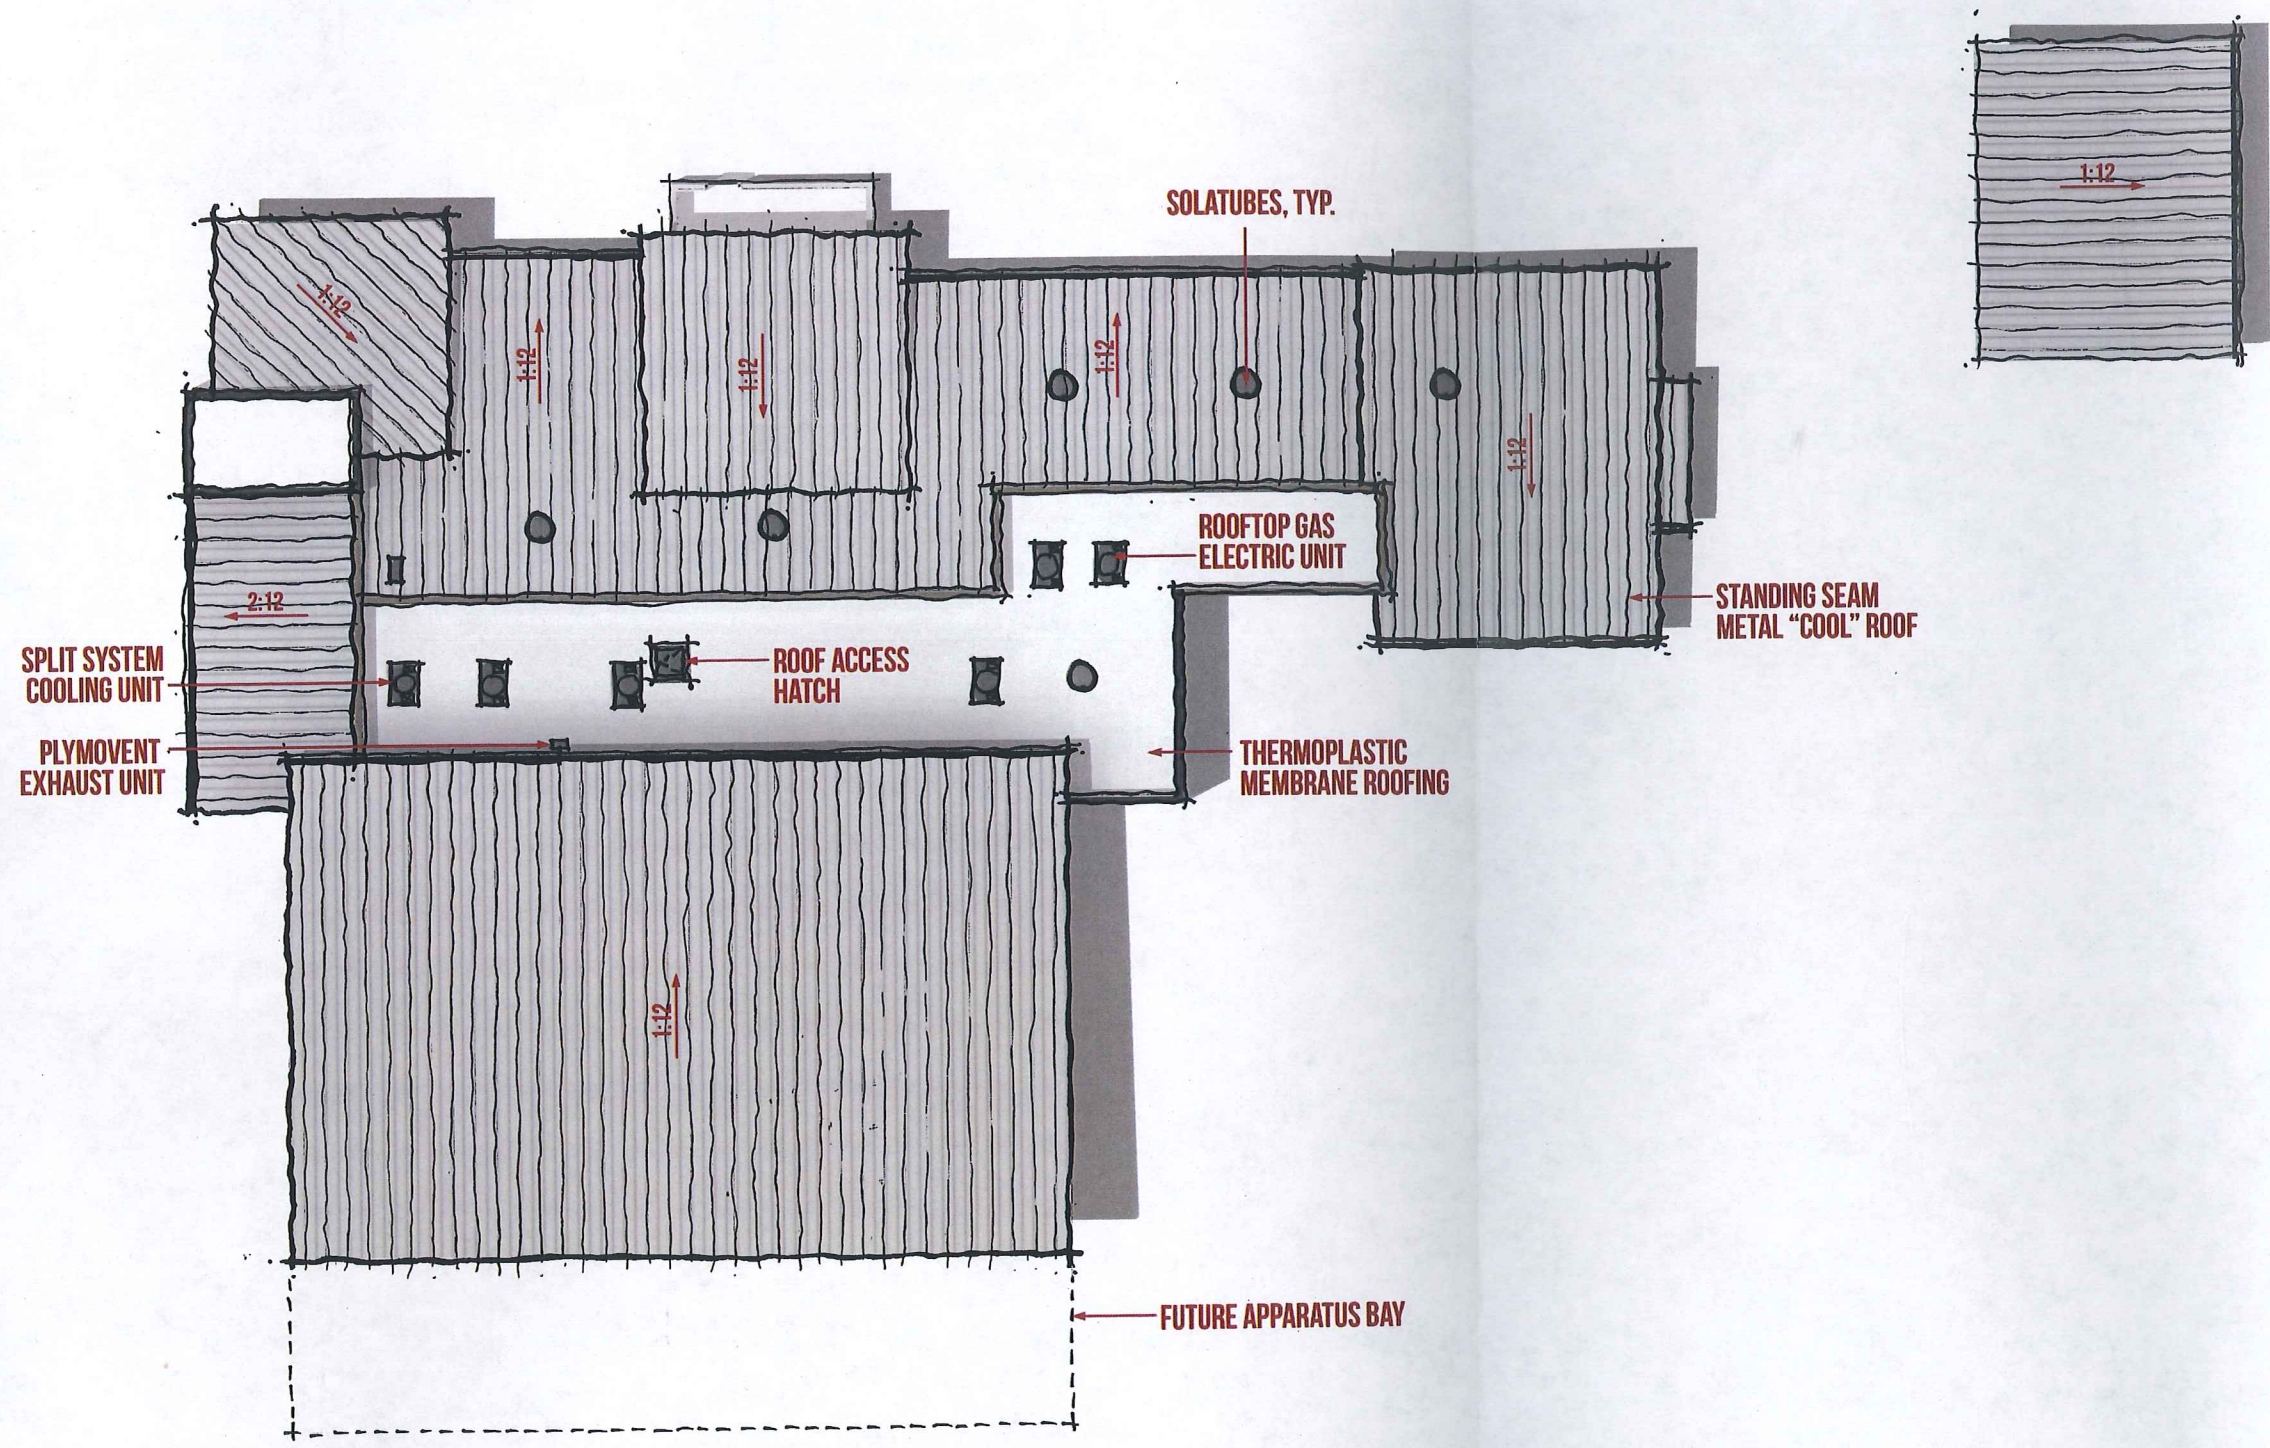 SOLATUBES, TYP.
1:12
1:12
1:12
1:12
1:12
1:12
ROOFTOP GAS
ELECTRIC UNIT
2:12
STANDING SEAM
METAL “COOL” ROOF
SPLIT SYSTEM
COOLING UNIT
ROOF ACCESS
HATCH
PLYMOVENT
EXHAUST UNIT
THERMOPLASTIC
MEMBRANE ROOFING
1:12
FUTURE APPARATUS BAY